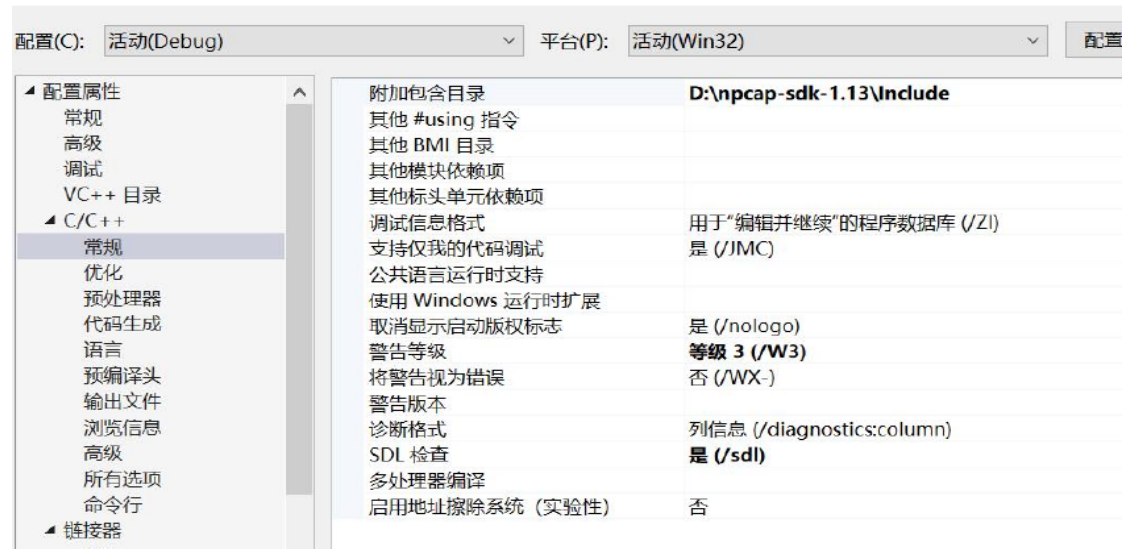 配置(C): 活动(Debug) 平台(P): 活动(Win32) 配置
配置属性
常规
高级
调试
VC++ 目录
C/C++
常规
优化
预处理器
代码生成
语言
预编译头
输出文件
浏览信息
高级
所有选项
命令行
链接器
附加包含目录 D:\npcap-sdk-1.13\Include
其他 #using 指令
其他 BMI 目录
其他模块依赖项
其他标头单元依赖项
调试信息格式 用于“编辑并继续”的程序数据库 (/ZI)
支持仅我的代码调试 是 (/JMC)
公共语言运行时支持
使用 Windows 运行时扩展
取消显示启动版权标志 是 (/nologo)
警告等级 等级 3 (/W3)
将警告视为错误 否 (/WX-)
警告版本
诊断格式 列信息 (/diagnostics:column)
SDL 检查 是 (/sdl)
多处理器编译
启用地址擦除系统（实验性） 否